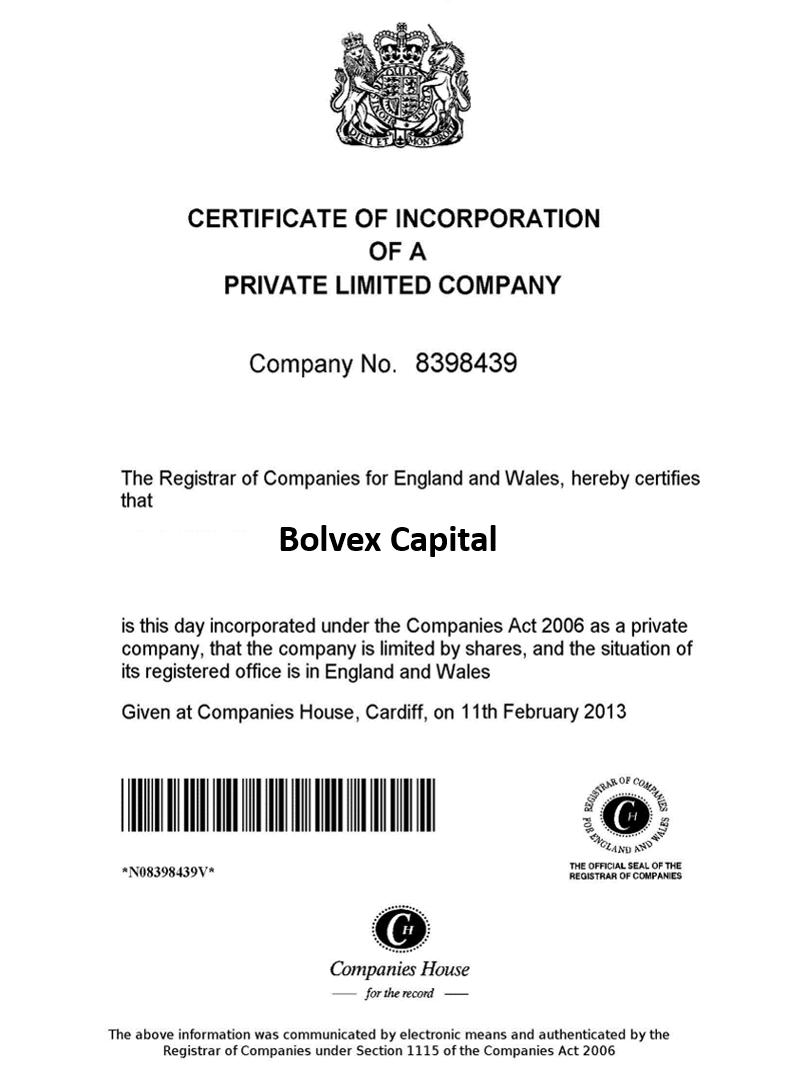 DIEU ET MON DROIT
CERTIFICATE OF INCORPORATION
OF A
PRIVATE LIMITED COMPANY
Company No. 8398439
The Registrar of Companies for England and Wales, hereby certifies
that
Bolvex Capital
is this day incorporated under the Companies Act 2006 as a private
company, that the company is limited by shares, and the situation of
its registered office is in England and Wales
Given at Companies House, Cardiff, on 11th February 2013
REGISTRAR OF COMPANIES
FOR ENGLAND AND WALES
CH
*N08398439V*
THE OFFICIAL SEAL OF THE
REGISTRAR OF COMPANIES
CH
Companies House
for the record
The above information was communicated by electronic means and authenticated by the
Registrar of Companies under Section 1115 of the Companies Act 2006